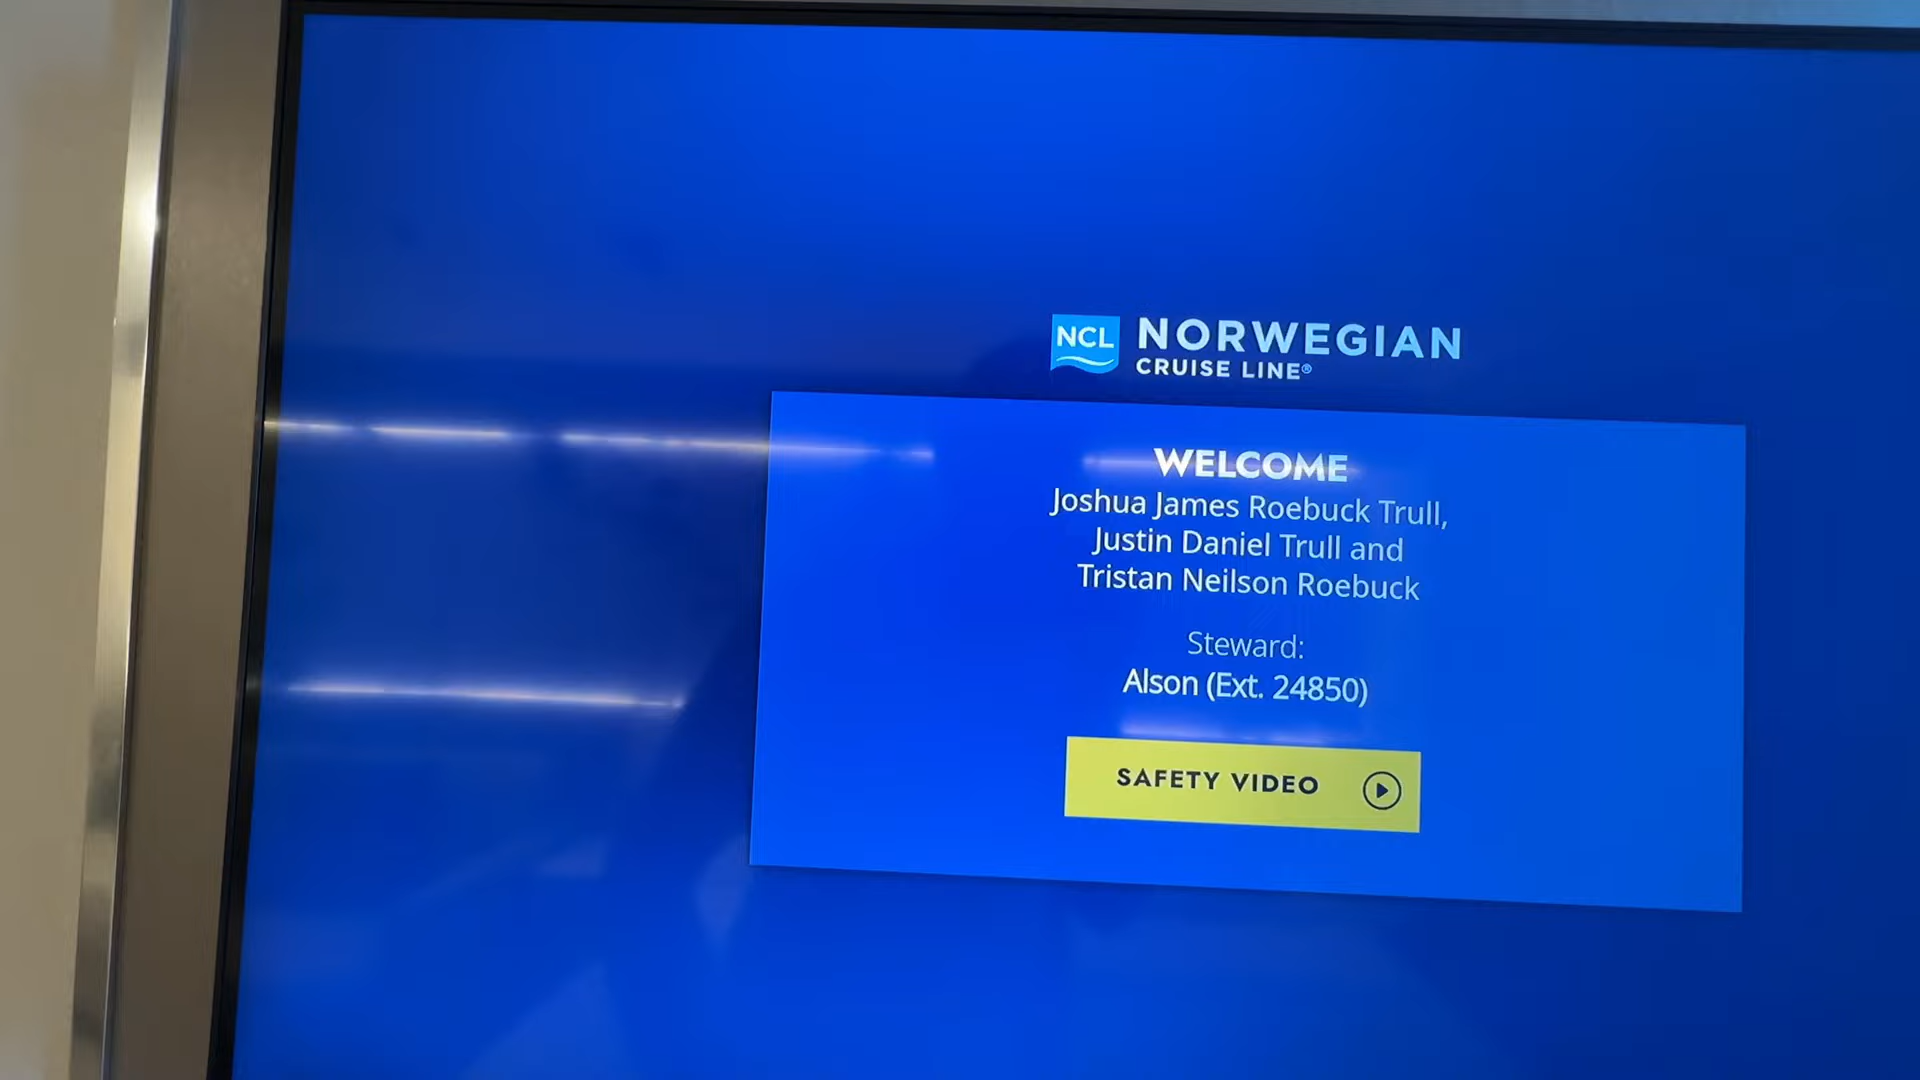 NCL NORWEGIAN
CRUISE LINE®
WELCOME
Joshua James Roebuck Trull,
Justin Daniel Trull and
Tristan Neilson Roebuck
Steward:
Alson (Ext. 24850)
SAFETY VIDEO